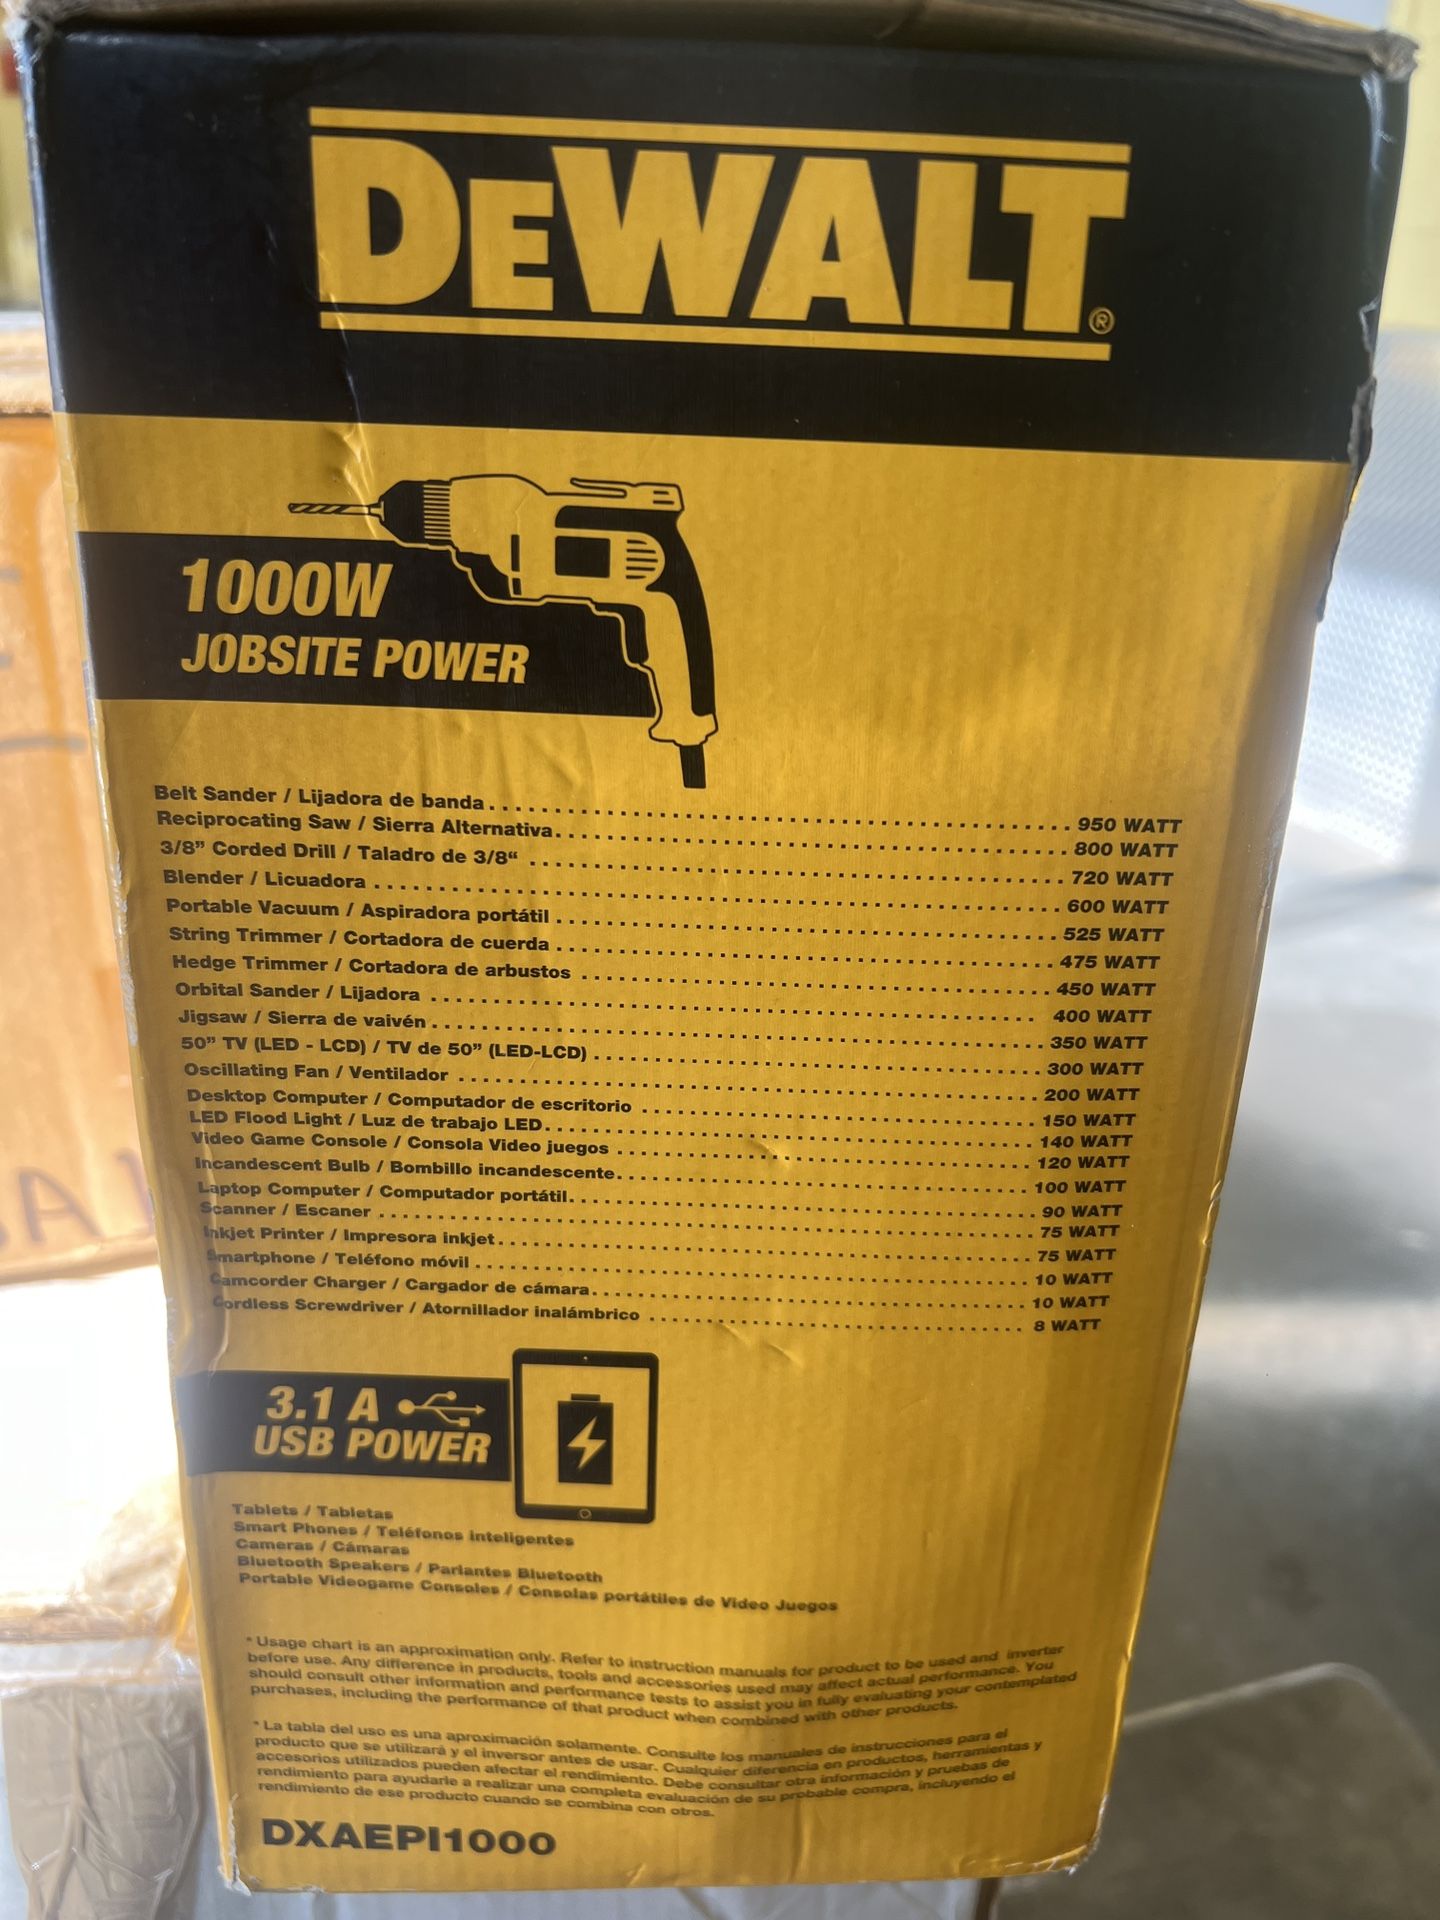 DEWALT®
1000W
JOBSITE POWER
Belt Sander / Lijadora de banda . . . . . . . . . . 950 WATT
Reciprocating Saw / Sierra Alternativa . . . . . . . . . . 800 WATT
3/8” Corded Drill / Taladro de 3/8“ . . . . . . . . . . 720 WATT
Blender / Licuadora . . . . . . . . . . 600 WATT
Portable Vacuum / Aspiradora portátil . . . . . . . . . . 525 WATT
String Trimmer / Cortadora de cuerda . . . . . . . . . . 475 WATT
Hedge Trimmer / Cortadora de arbustos . . . . . . . . . . 450 WATT
Orbital Sander / Lijadora . . . . . . . . . . 400 WATT
Jigsaw / Sierra de vaivén . . . . . . . . . . 350 WATT
50” TV (LED - LCD) / TV de 50” (LED-LCD) . . . . . . . . . . 300 WATT
Oscillating Fan / Ventilador . . . . . . . . . . 200 WATT
Desktop Computer / Computador de escritorio . . . . . . . . . . 150 WATT
LED Flood Light / Luz de trabajo LED . . . . . . . . . . 140 WATT
Video Game Console / Consola Video juegos . . . . . . . . . . 120 WATT
Incandescent Bulb / Bombillo incandescente . . . . . . . . . . 100 WATT
Laptop Computer / Computador portátil . . . . . . . . . . 90 WATT
Scanner / Escaner . . . . . . . . . . 75 WATT
Inkjet Printer / Impresora inkjet . . . . . . . . . . 75 WATT
Smartphone / Teléfono móvil . . . . . . . . . . 10 WATT
Camcorder Charger / Cargador de cámara . . . . . . . . . . 10 WATT
Cordless Screwdriver / Atornillador inalámbrico . . . . . . . . . . 8 WATT
3.1 A
USB POWER
Tablets / Tabletas
Smart Phones / Teléfonos inteligentes
Cameras / Cámaras
Bluetooth Speakers / Parlantes Bluetooth
Portable Videogame Consoles / Consolas portátiles de Video Juegos
* Usage chart is an approximation only. Refer to instruction manuals for product to be used and inverter
before use. Any difference in products, tools and accessories used may affect actual performance. You
should consult other information and performance tests to assist you in fully evaluating your contemplated
purchases, including the performance of that product when combined with other products.
* La tabla del uso es una aproximación solamente. Consulte los manuales de instrucciones para el
producto que se utilizará y el inversor antes de usar. Cualquier diferencia en productos, herramientas y
accesorios utilizados pueden afectar el rendimiento. Debe consultar otra información y pruebas de
rendimiento para ayudarle a realizar una completa evaluación de su probable compra, incluyendo el
rendimiento de ese producto cuando se combina con otros.
DXAEPI1000